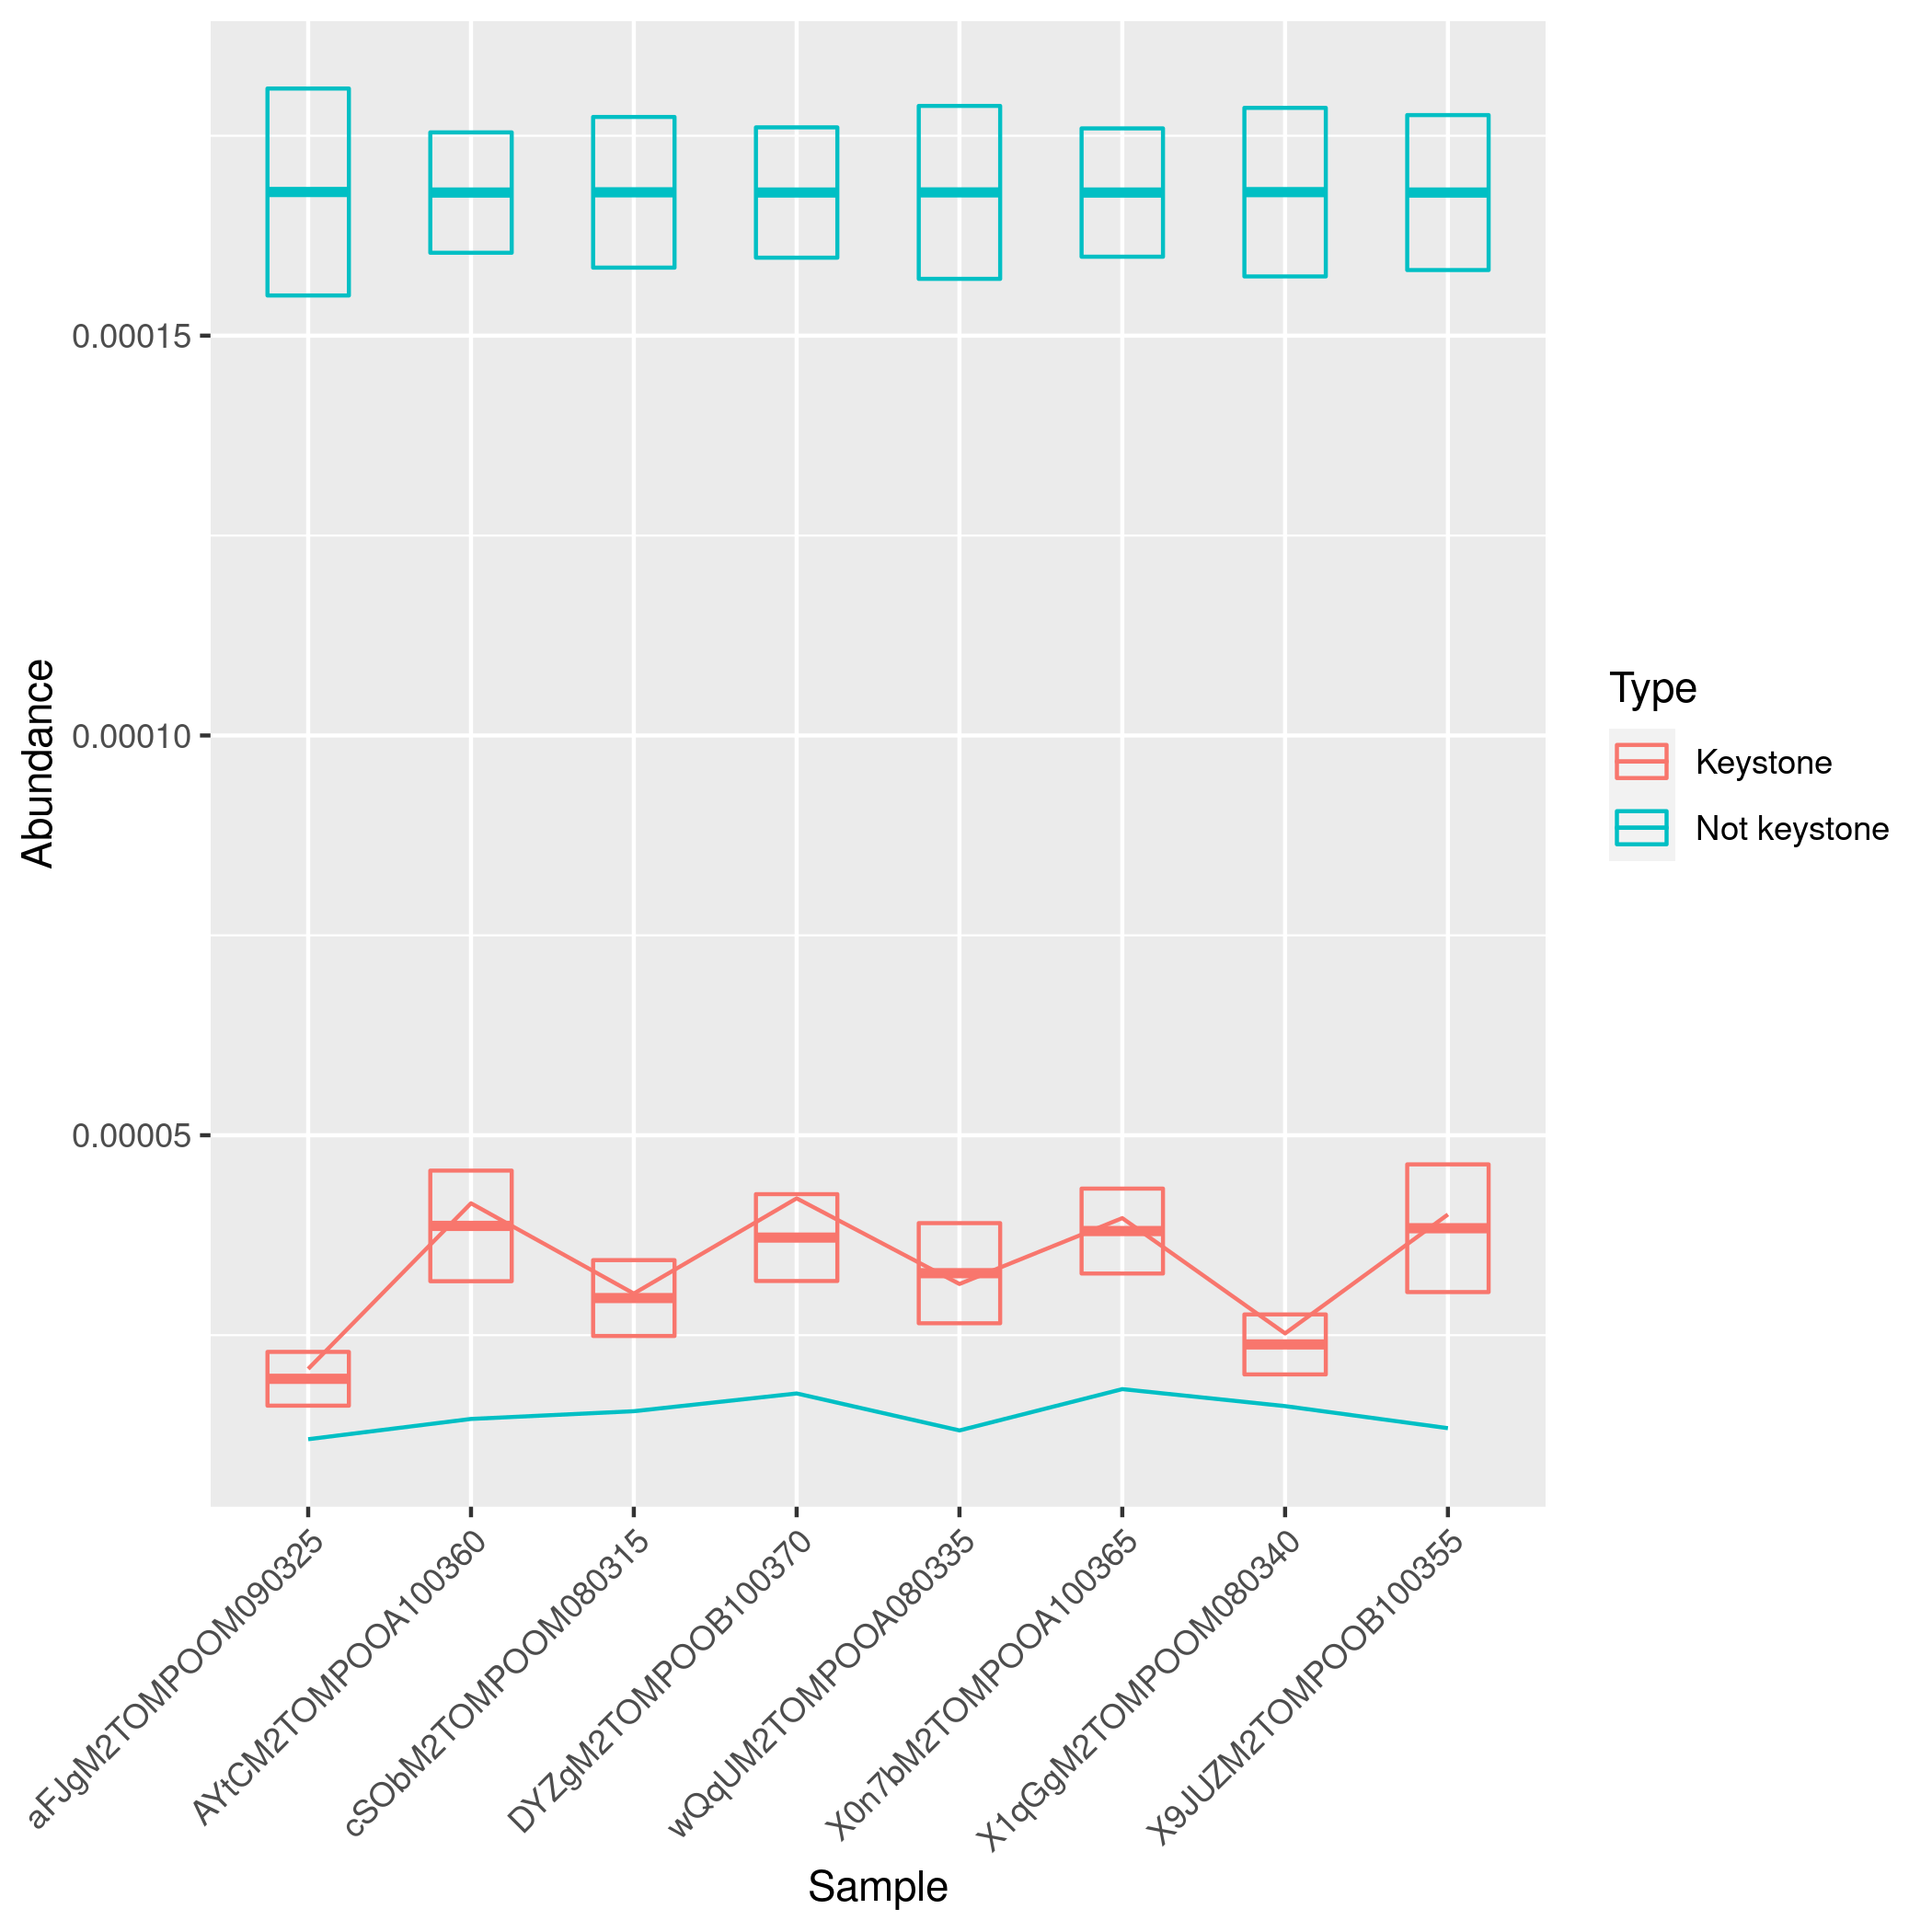 0.00015
0.00010
0.00005
Abundance
aFJgM2TOMPOOM090325
AYtCM2TOMPOOA100360
cSObM2TOMPOOM080315
DYZgM2TOMPOOB100370
wQqUM2TOMPOOA080335
X0n7bM2TOMPOOA100365
X1qGgM2TOMPOOM080340
X9JUZM2TOMPOOB100355
Sample
Type
Keystone
Not keystone